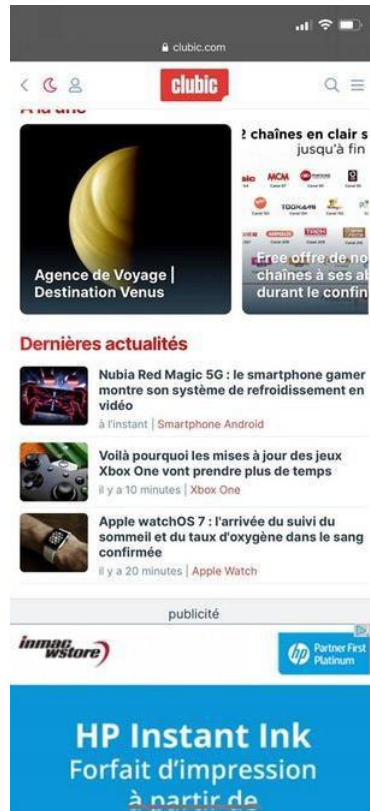 clubic.com
clubic
A la une
Agence de Voyage |
Destination Venus
chaînes en clair s
jusqu'à fin
MCM
Free offre de no
chaînes à ses ab
durant le confin
Dernières actualités
Nubia Red Magic 5G : le smartphone gamer
montre son système de refroidissement en
vidéo
à l'instant | Smartphone Android
Voilà pourquoi les mises à jour des jeux
Xbox One vont prendre plus de temps
il y a 10 minutes | Xbox One
Apple watchOS 7 : l'arrivée du suivi du
sommeil et du taux d'oxygène dans le sang
confirmée
il y a 20 minutes | Apple Watch
publicité
inmac
wstore
hp Partner First
Platinum
HP Instant Ink
Forfait d'impression
à partir de